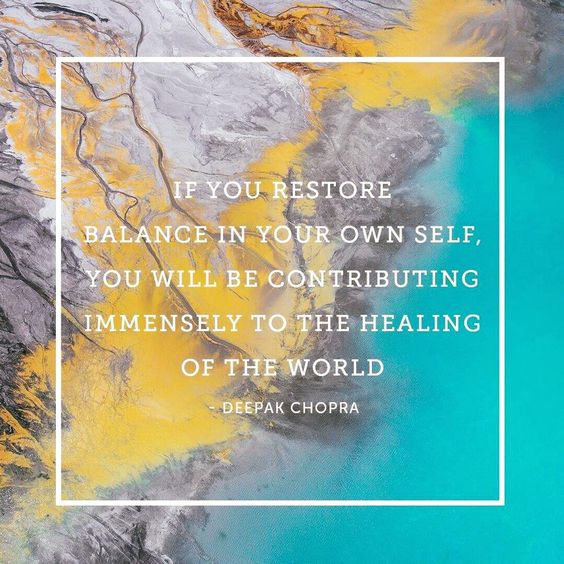 IF YOU RESTORE
BALANCE IN YOUR OWN SELF,
YOU WILL BE CONTRIBUTING
IMMENSELY TO THE HEALING
OF THE WORLD
- DEEPAK CHOPRA